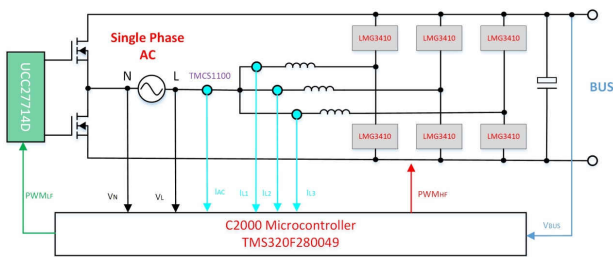 Single Phase
AC
LMG3410
LMG3410
LMG3410
UCC27714D
N
L
TMCS1100
BUS
LMG3410
LMG3410
LMG3410
PWMLF
VN
VL
IAC
IL1
IL2
IL3
PWMHF
VBUS
C2000 Microcontroller
TMS320F280049